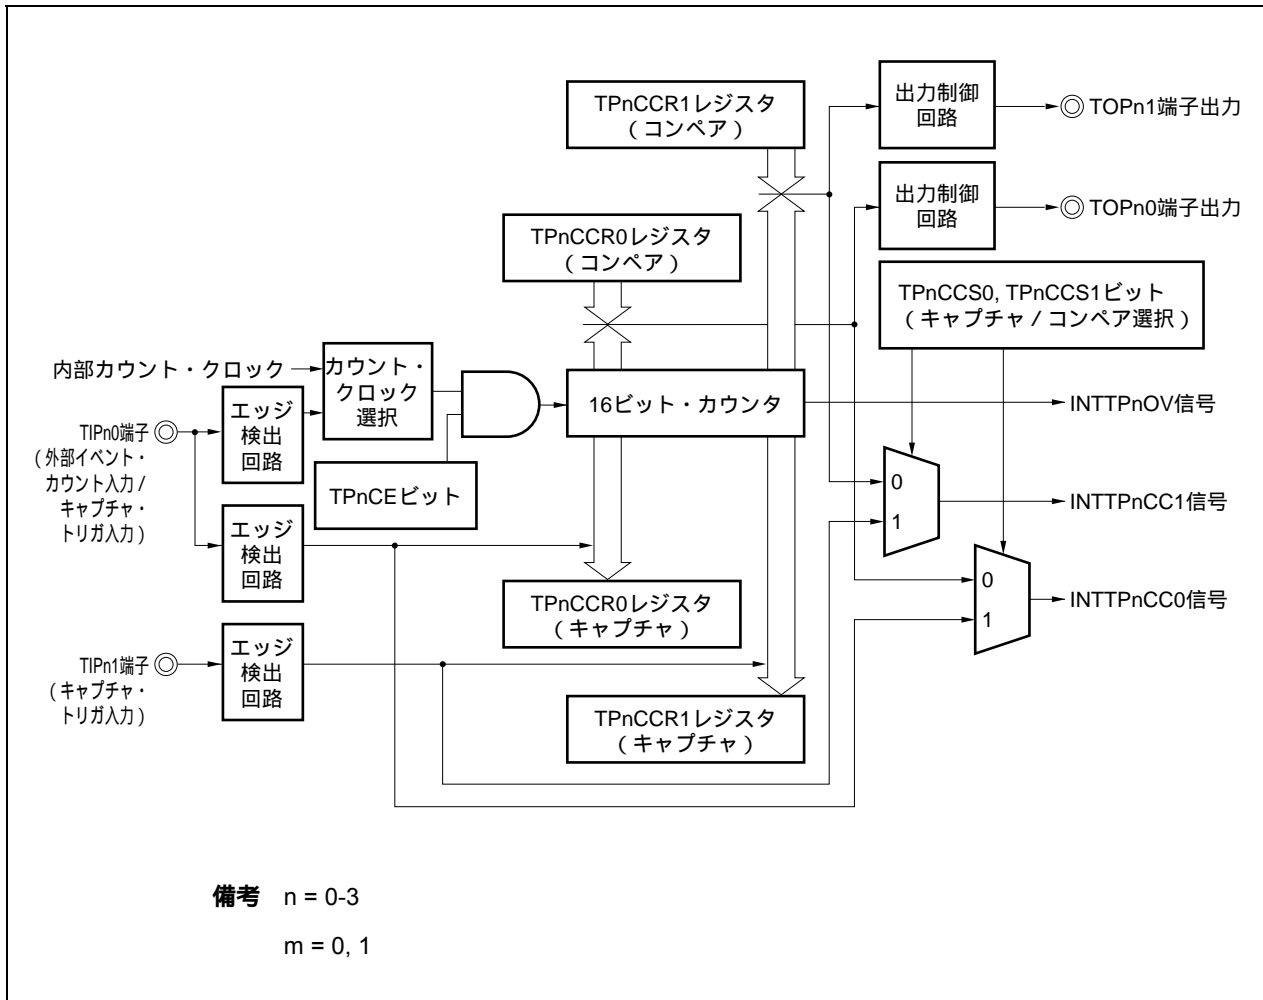 TPnCCR1レジスタ
（コンペア）
出力制御
回路
TOPn1端子出力
出力制御
回路
TOPn0端子出力
TPnCCR0レジスタ
（コンペア）
TPnCCS0, TPnCCS1ビット
（キャプチャ / コンペア選択）
内部カウント・クロック
カウント・
クロック
選択
16ビット・カウンタ
INTTPnOV信号
TIPn0端子
（外部イベント・
カウント入力 /
キャプチャ・
トリガ入力）
エッジ
検出
回路
TPnCEビット
0
1
INTTPnCC1信号
エッジ
検出
回路
TPnCCR0レジスタ
（キャプチャ）
0
1
INTTPnCC0信号
TIPn1端子
（キャプチャ・
トリガ入力）
エッジ
検出
回路
TPnCCR1レジスタ
（キャプチャ）
備考 n = 0-3
m = 0, 1